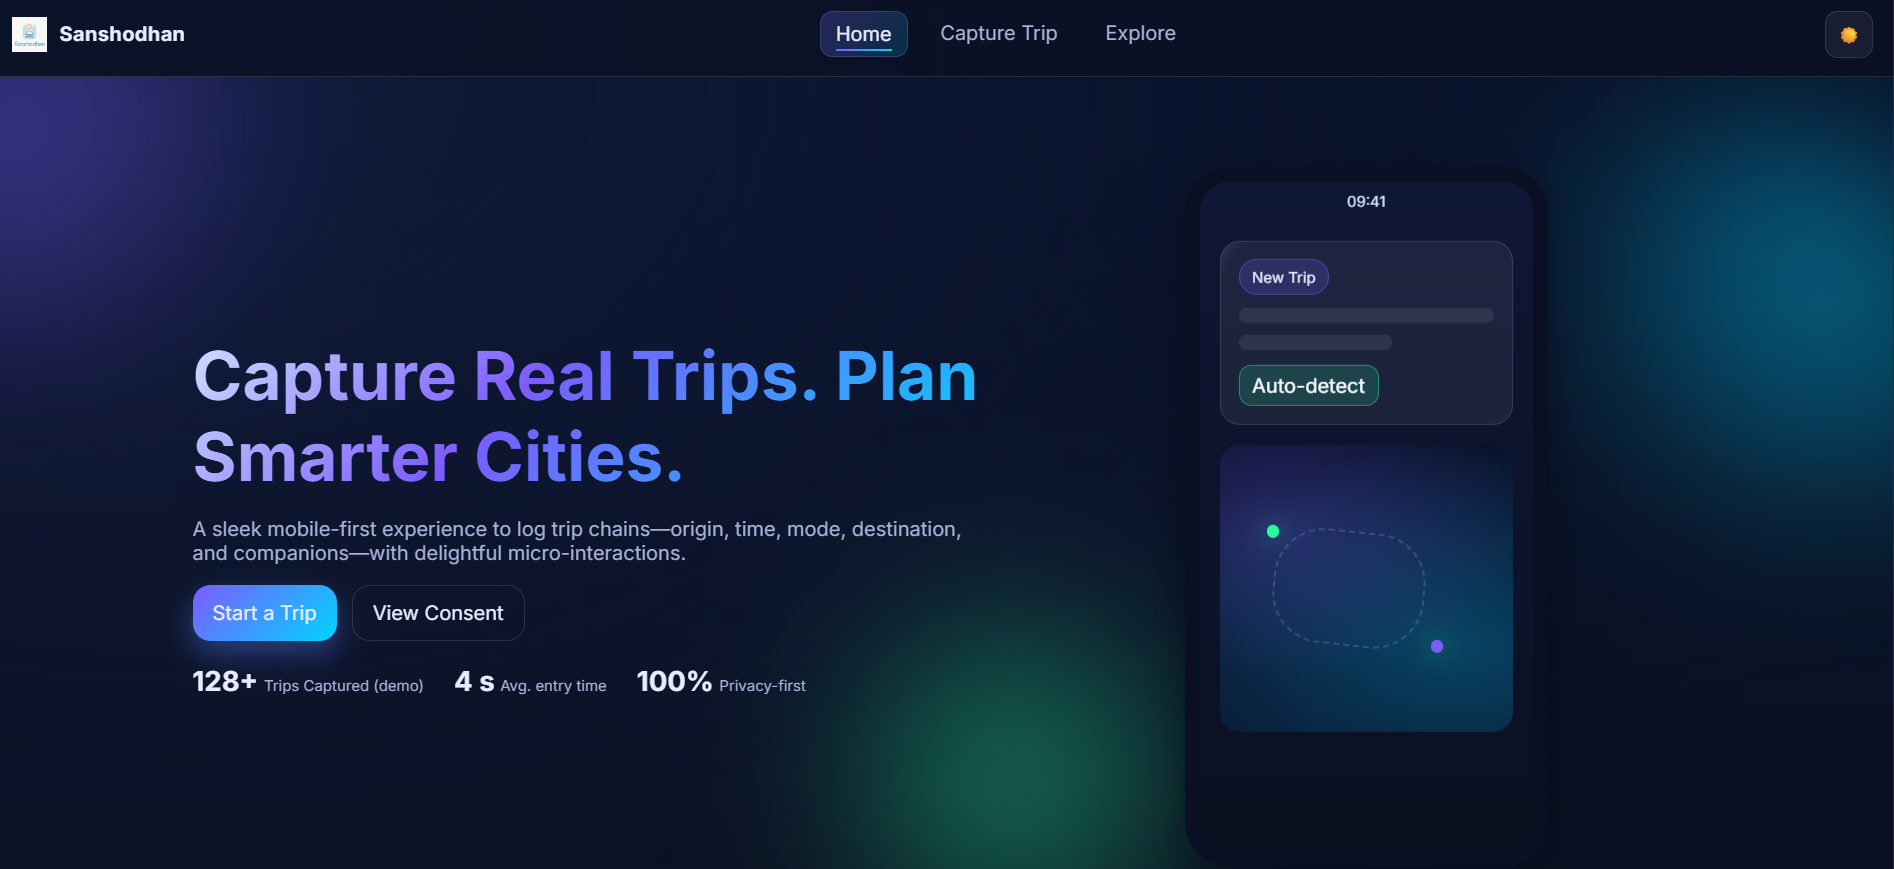 Sanshodhan
Sanshodhan
Home
Capture Trip
Explore
Capture Real Trips. Plan
Smarter Cities.
A sleek mobile-first experience to log trip chains—origin, time, mode, destination,
and companions—with delightful micro-interactions.
Start a Trip
View Consent
128+ Trips Captured (demo)
4 s Avg. entry time
100% Privacy-first
09:41
New Trip
Auto-detect